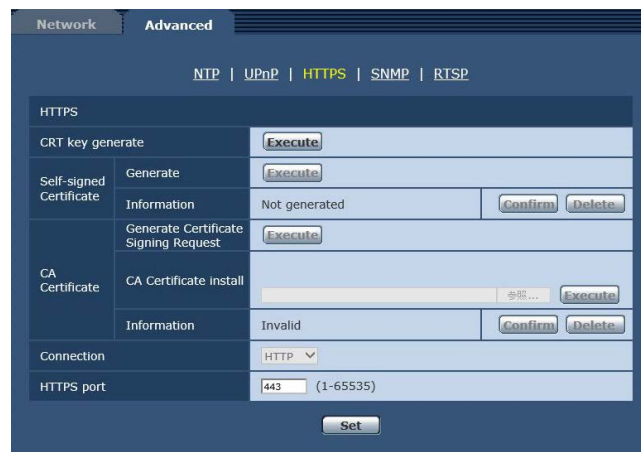 Network Advanced
NTP | UPnP | HTTPS | SNMP | RTSP
HTTPS
CRT key generate Execute
Self-signed Certificate
Generate Execute
Information Not generated Confirm Delete
CA Certificate
Generate Certificate Signing Request Execute
CA Certificate install 参照... Execute
Information Invalid Confirm Delete
Connection HTTP
HTTPS port 443 (1-65535)
Set